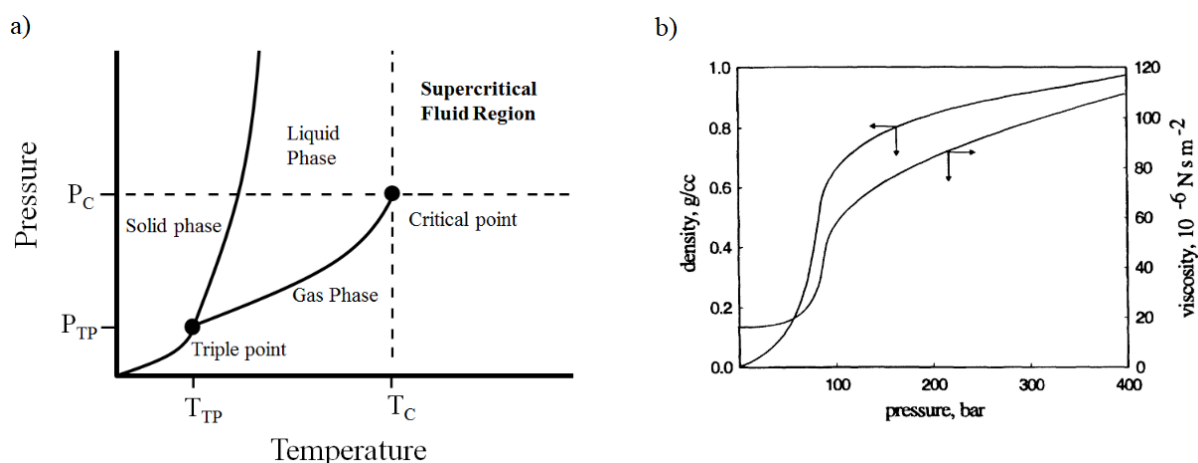 a)
Pressure
P_C
P_TP
Solid phase
Liquid
Phase
Supercritical
Fluid Region
Critical point
Gas Phase
Triple point
T_TP
T_C
Temperature
b)
density, g/cc
1.0
0.8
0.6
0.4
0.2
0.0
100
200
300
400
pressure, bar
120
100
80
60
40
20
0
viscosity, 10⁻⁶ N s m⁻²